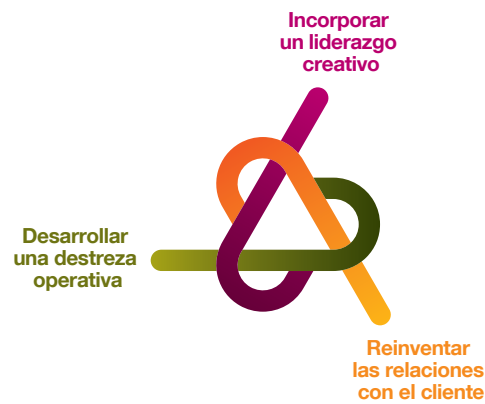 Incorporar
un liderazgo
creativo
Desarrollar
una destreza
operativa
Reinventar
las relaciones
con el cliente